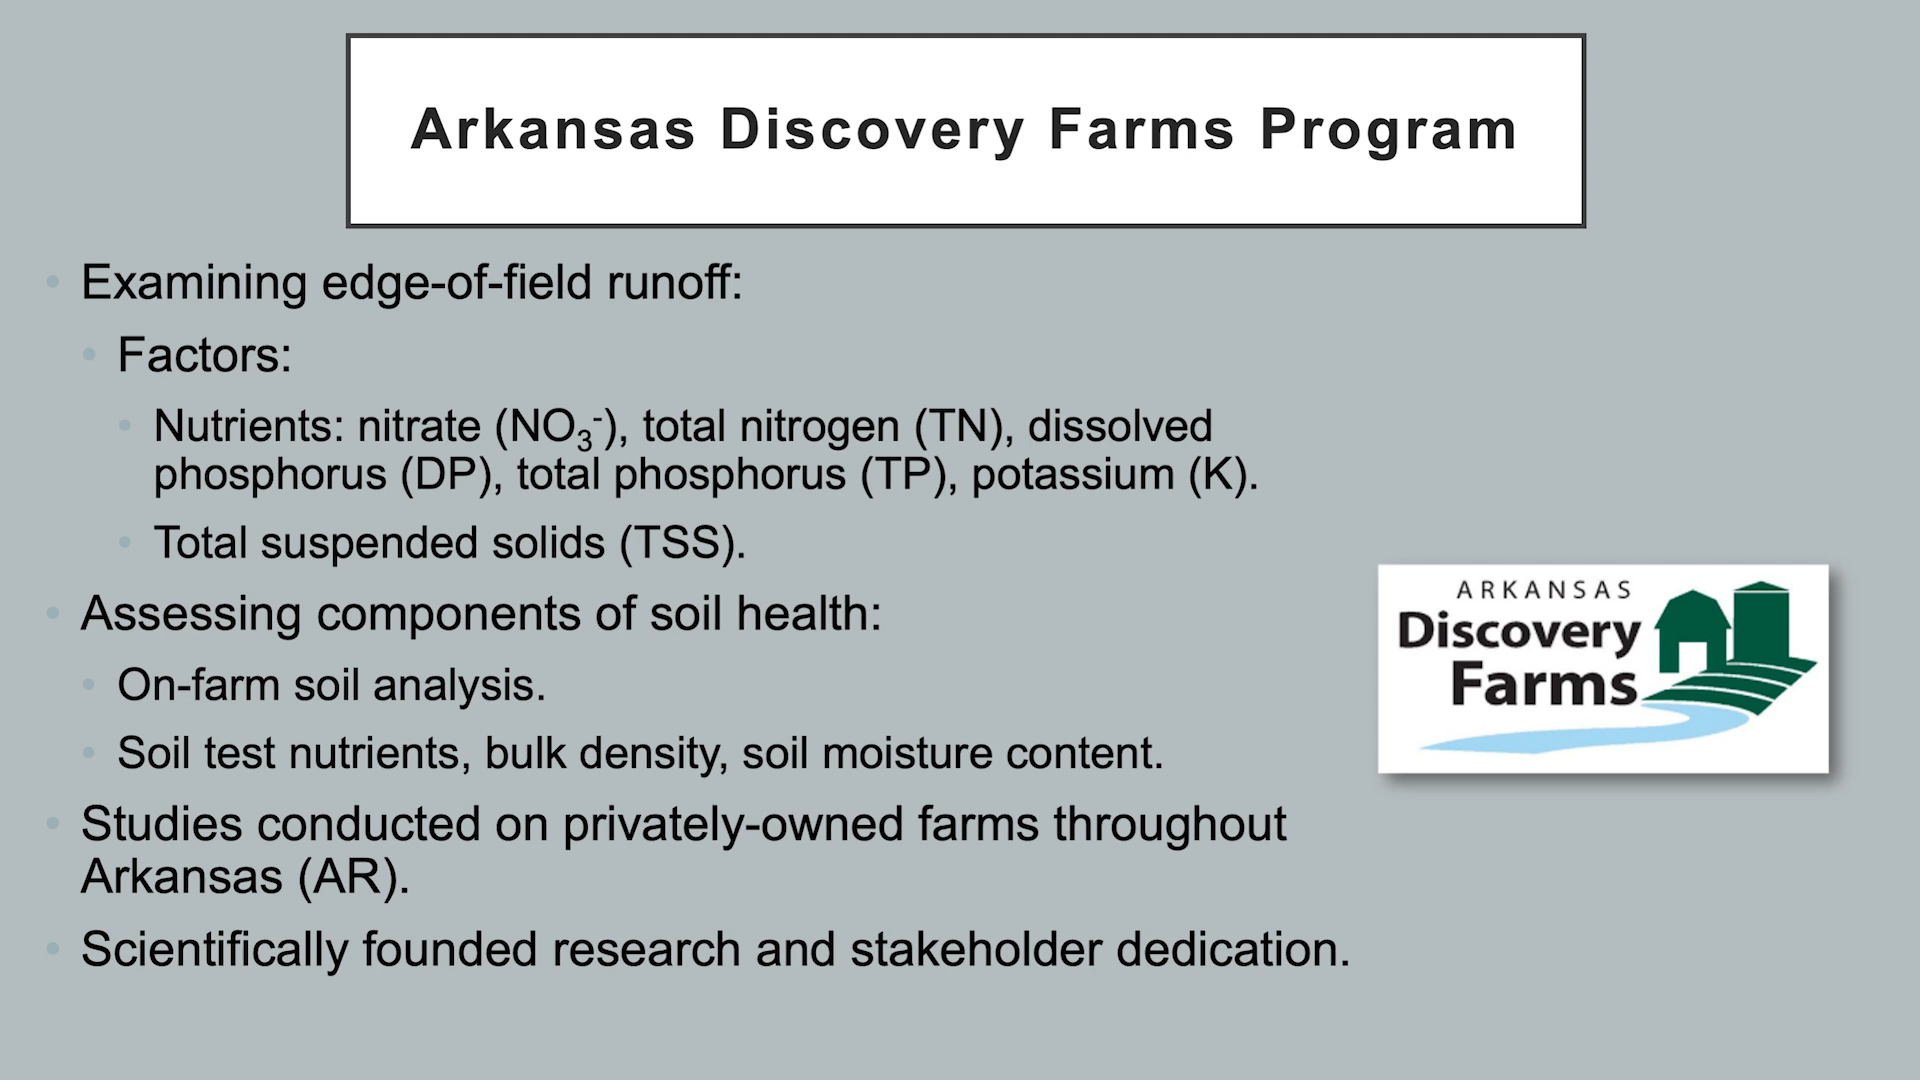 Arkansas Discovery Farms Program
• Examining edge-of-field runoff:
• Factors:
• Nutrients: nitrate (NO₃⁻), total nitrogen (TN), dissolved
phosphorus (DP), total phosphorus (TP), potassium (K).
• Total suspended solids (TSS).
• Assessing components of soil health:
• On-farm soil analysis.
• Soil test nutrients, bulk density, soil moisture content.
• Studies conducted on privately-owned farms throughout
Arkansas (AR).
• Scientifically founded research and stakeholder dedication.
ARKANSAS
Discovery
Farms